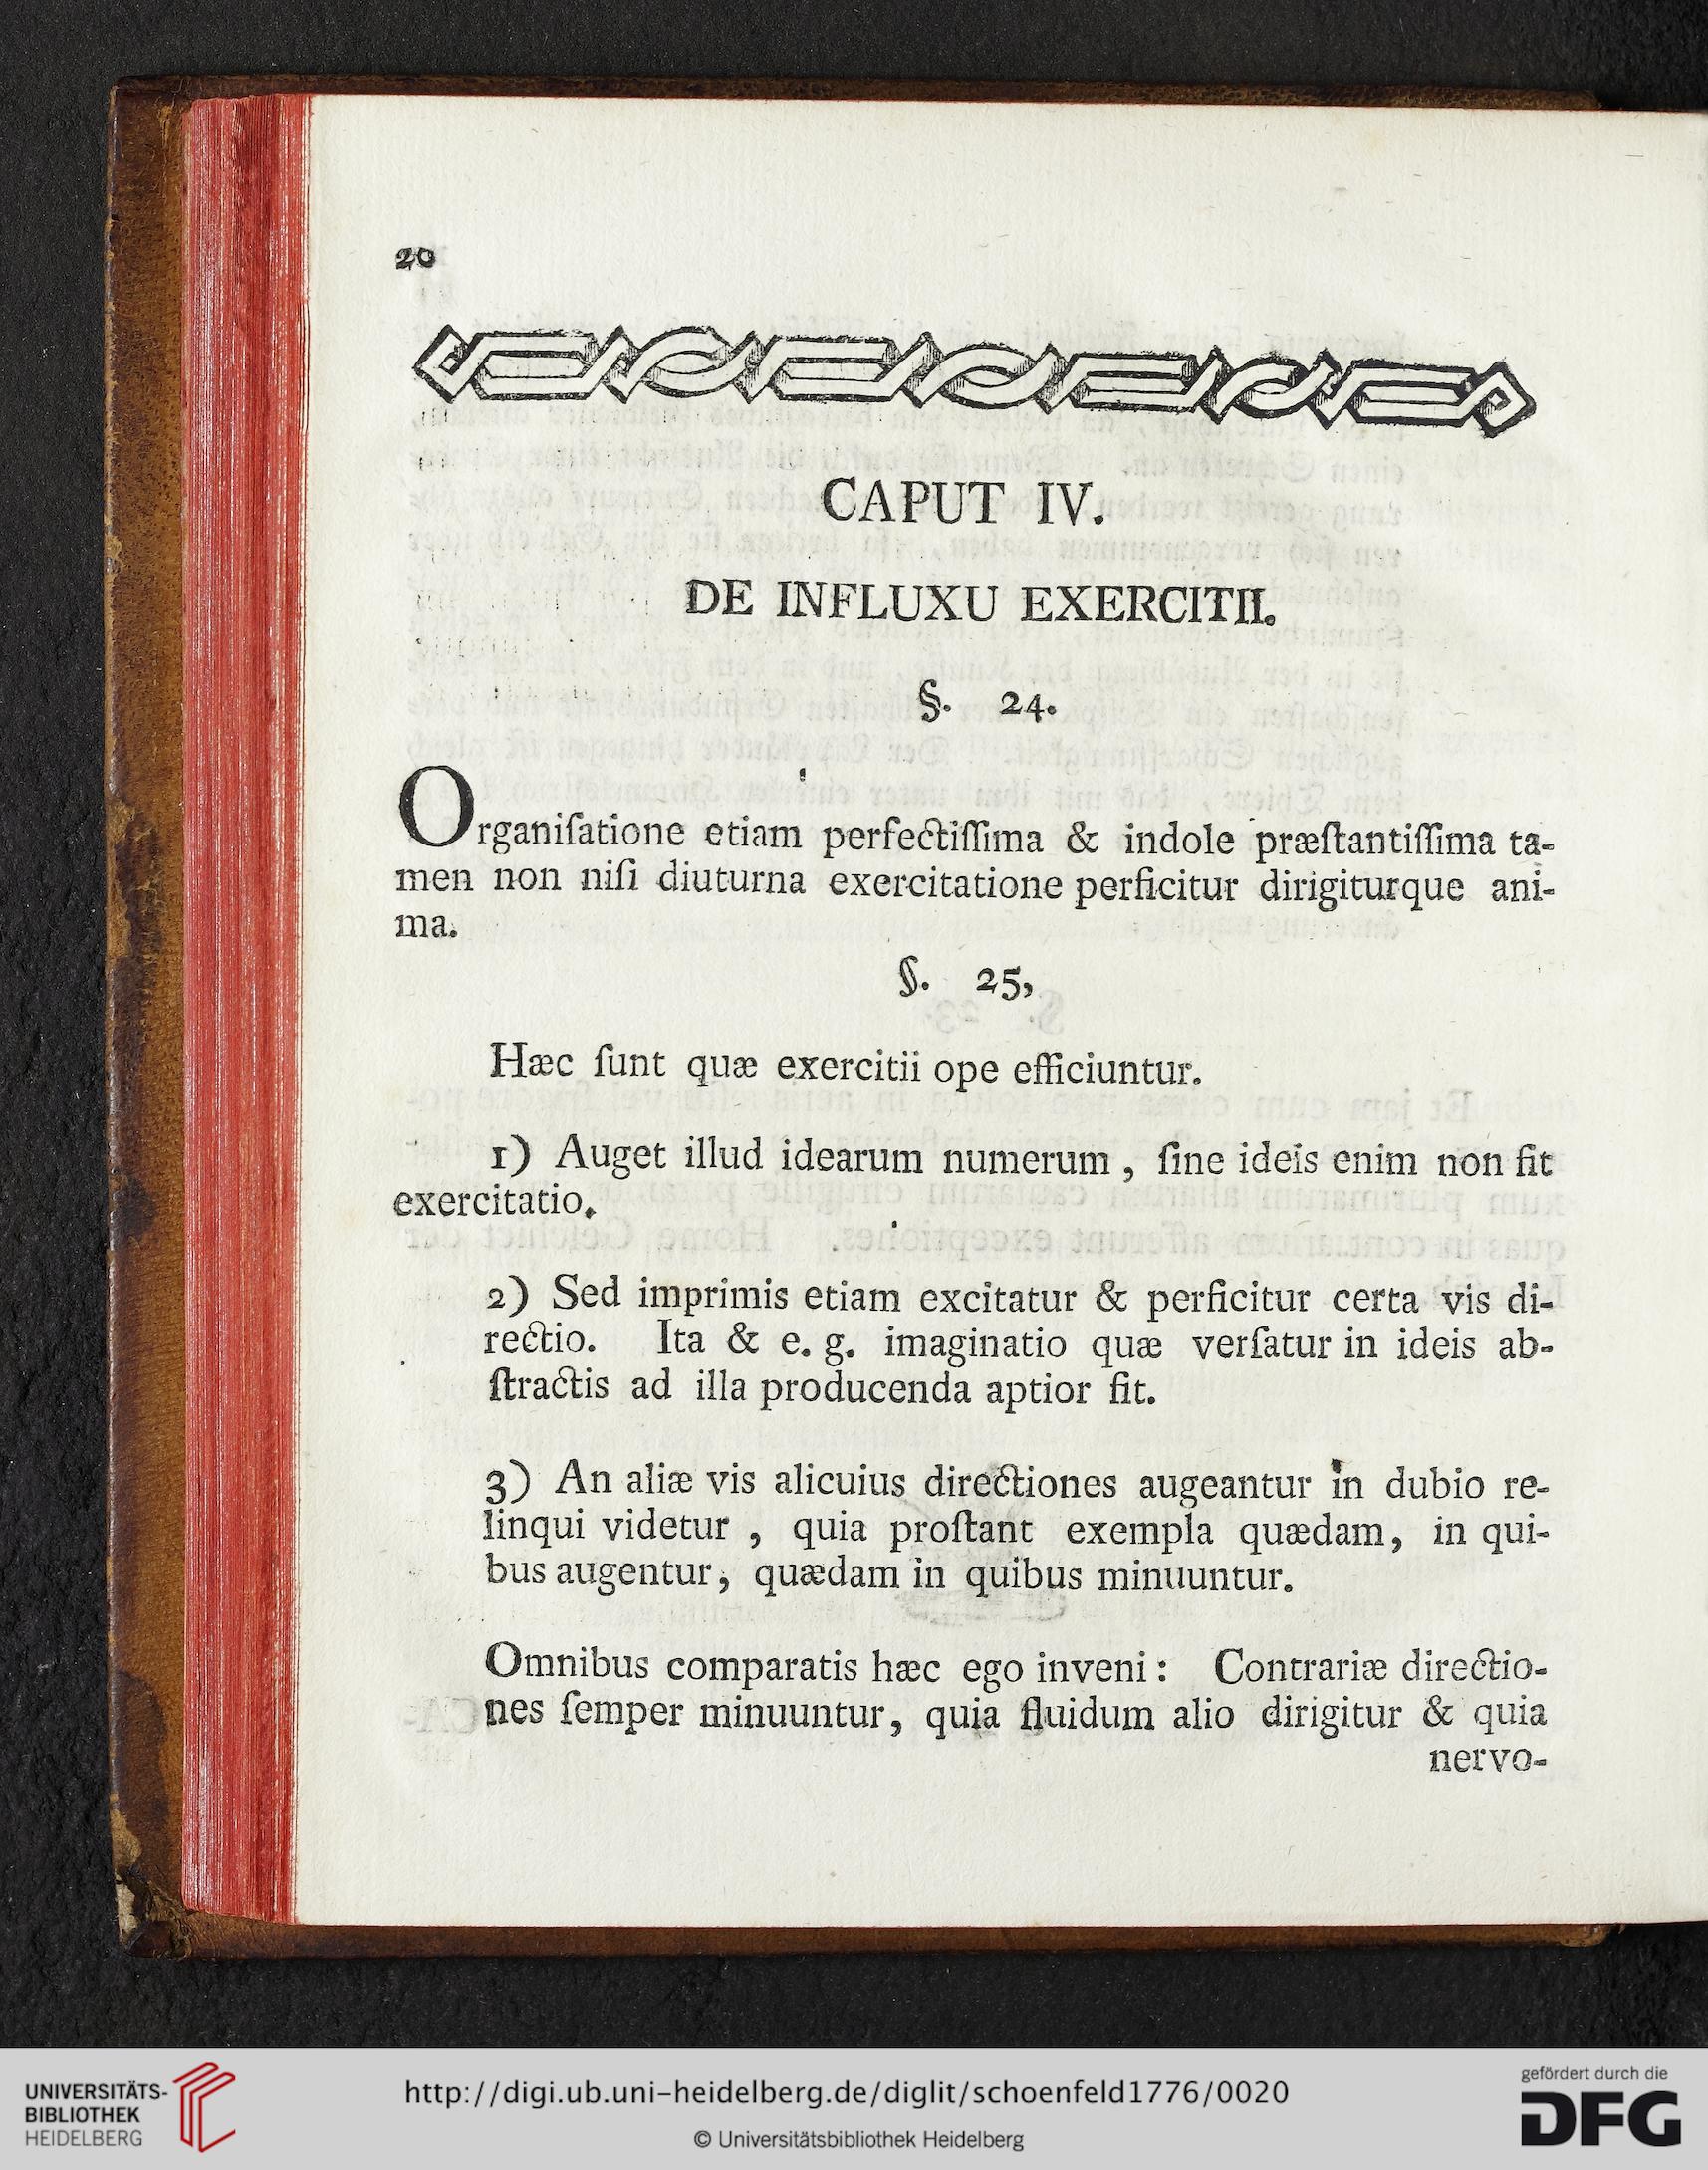 20
CAPUT IV.
DE INFLUXU EXERCITII.
§. 24.
Organiſatione etiam perfectiſſima & indole præſtantiſſima ta-
men non niſi diuturna exercitatione perficitur dirigiturque ani-
ma.
§. 25,
Hæc ſunt quæ exercitii ope efficiuntur.
1) Auget illud idearum numerum, ſine ideis enim non fit
exercitatio.
2) Sed imprimis etiam excitatur & perficitur certa vis di-
rectio. Ita & e. g. imaginatio quæ verſatur in ideis ab-
ſtractis ad illa producenda aptior fit.
3) An aliæ vis alicuius directiones augeantur in dubio re-
linqui videtur, quia proſtant exempla quædam, in qui-
bus augentur, quædam in quibus minuuntur.
Omnibus comparatis hæc ego inveni: Contrariæ directio-
nes ſemper minuuntur, quia fluidum alio dirigitur & quia
nervo-
UNIVERSITÄTS-
BIBLIOTHEK
HEIDELBERG
http://digi.ub.uni-heidelberg.de/diglit/schoenfeld1776/0020
© Universitätsbibliothek Heidelberg
gefördert durch die
DFG